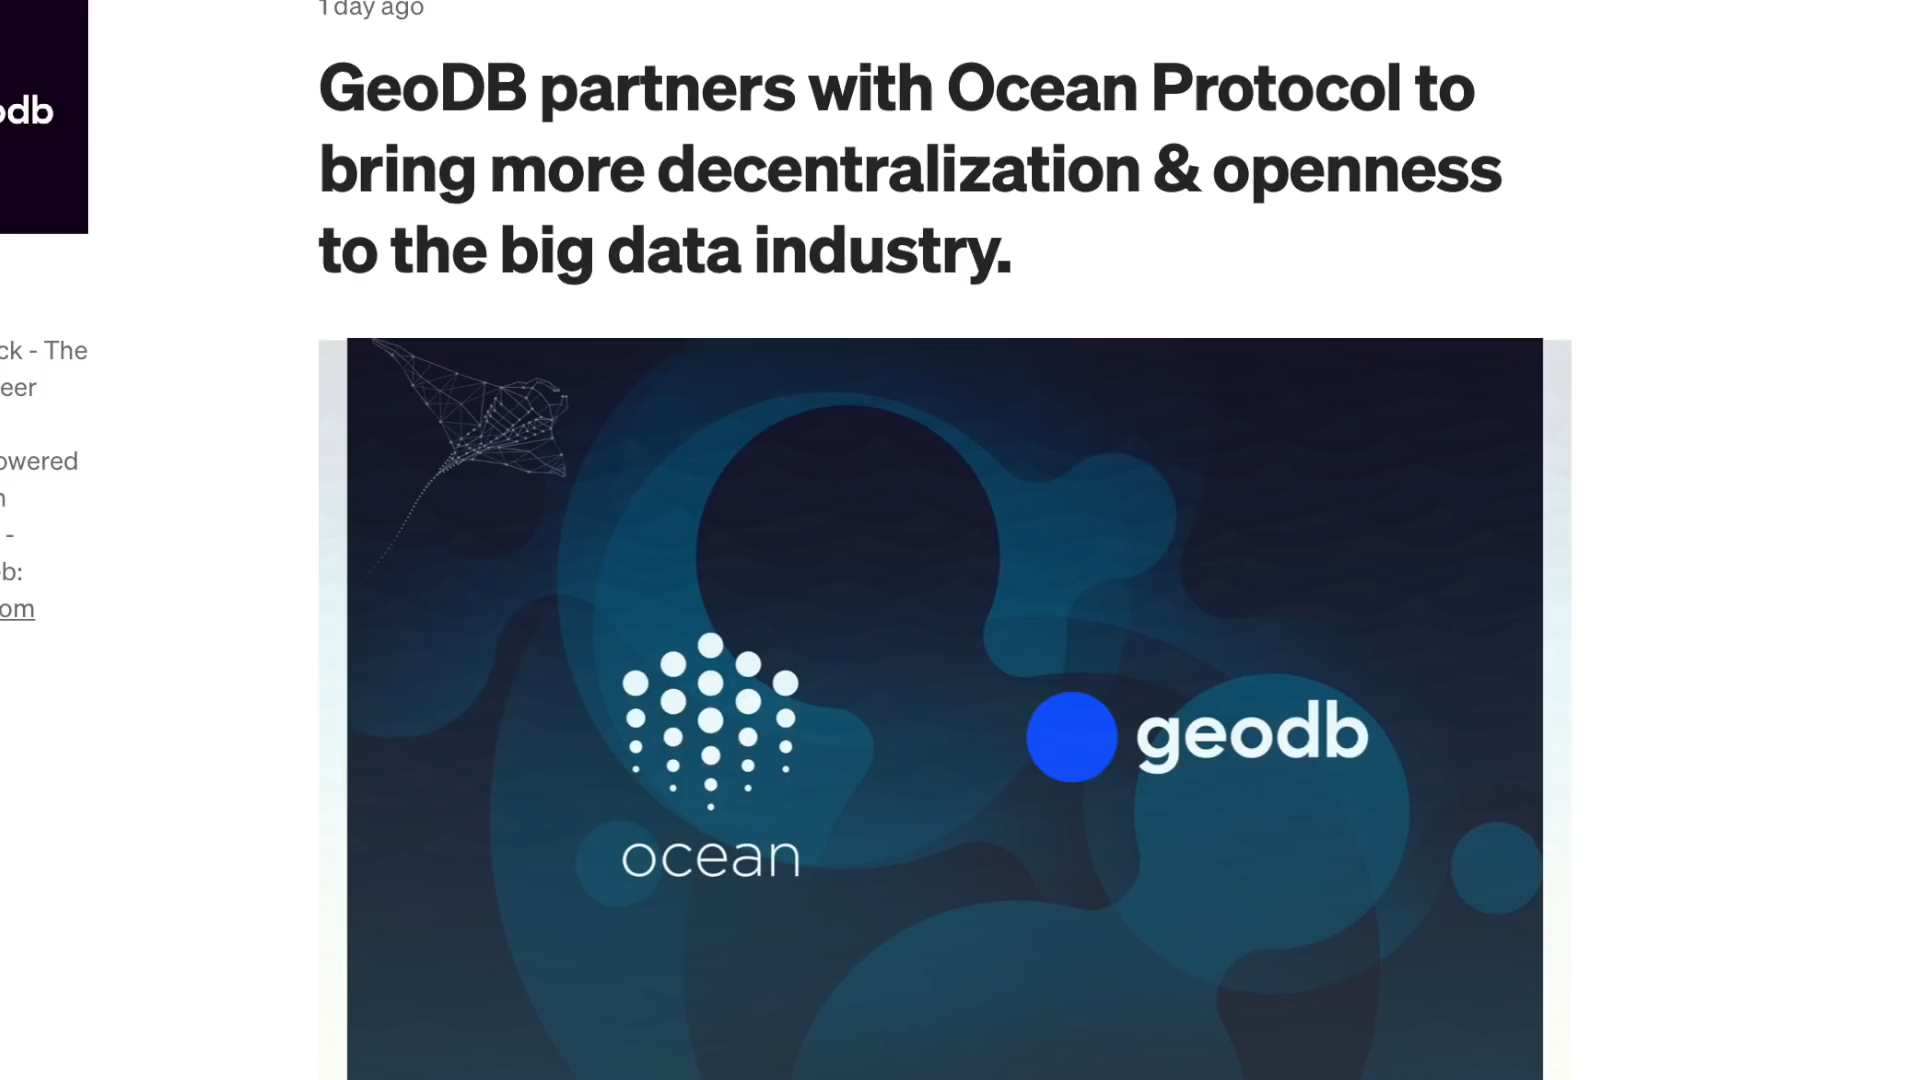 1 day ago
GeoDB partners with Ocean Protocol to
bring more decentralization & openness
to the big data industry.
odb
ck - The
eer
owered
n
-
b:
om
ocean
geodb